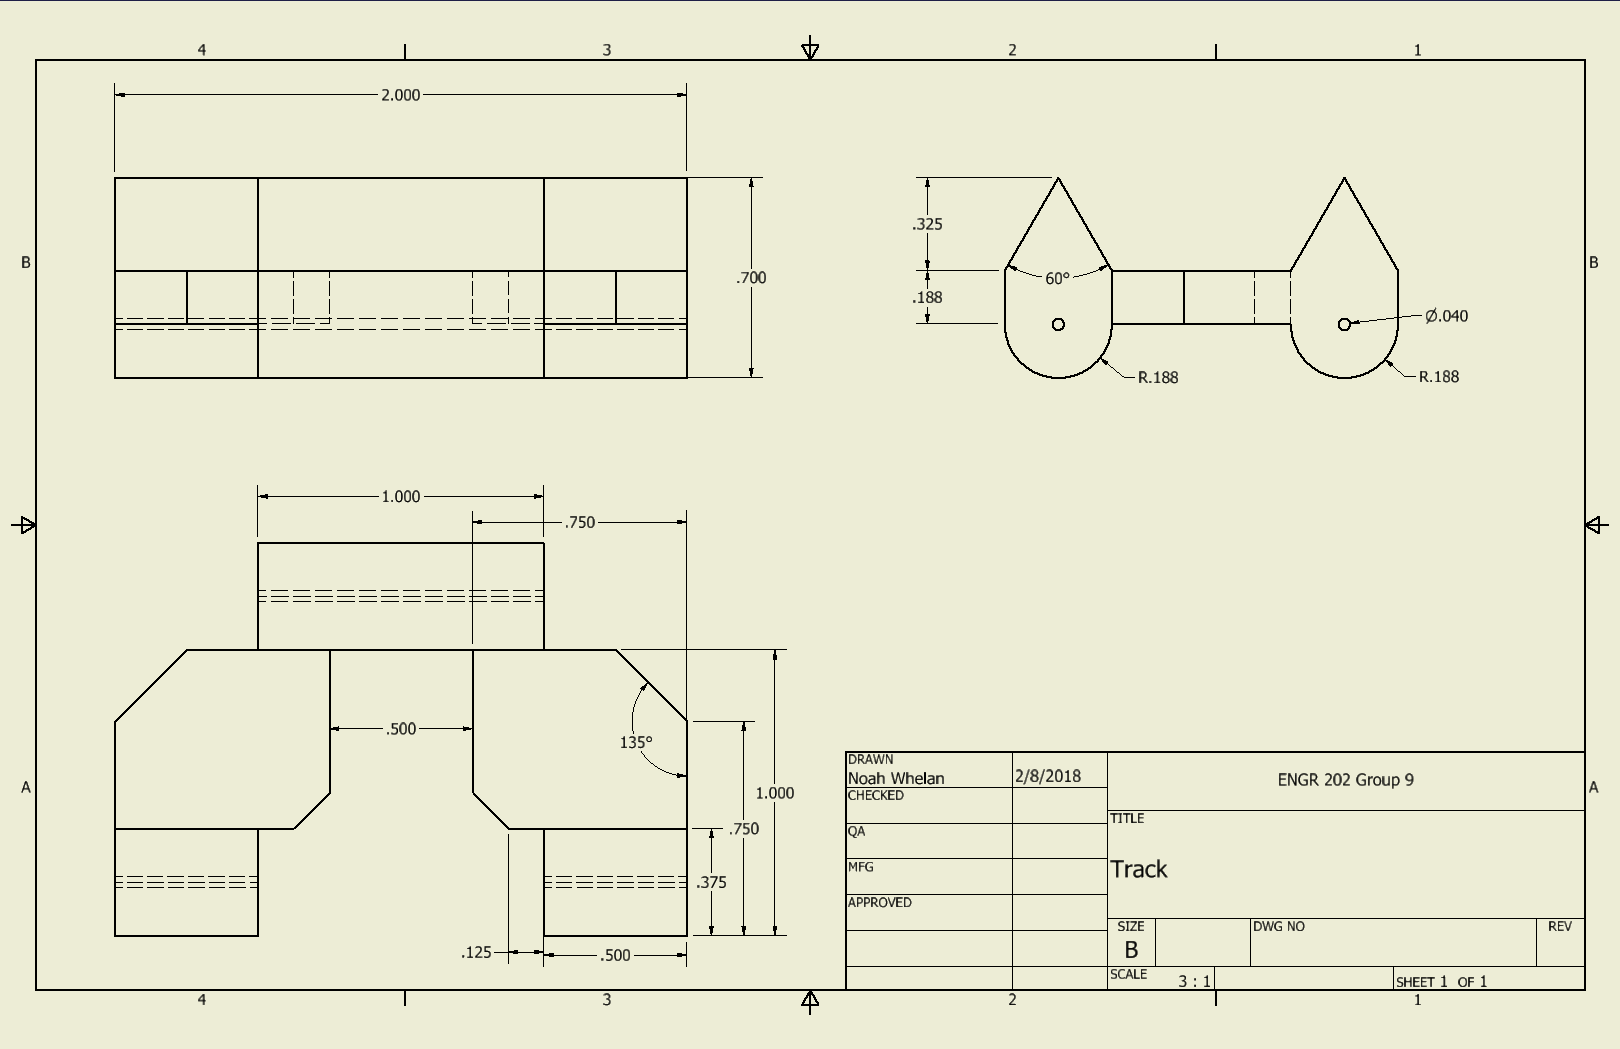 4 3 2 1
2.000
.325
B B
.700
60°
.188
Ø.040
R.188 R.188
1.000
.750
.500
135°
1.000
.750
.375
.125
.500
A A
DRAWN
Noah Whelan 2/8/2018
CHECKED
QA
MFG
APPROVED
ENGR 202 Group 9
TITLE
Track
SIZE DWG NO REV
B
SCALE 3 : 1 SHEET 1 OF 1
4 3 2 1